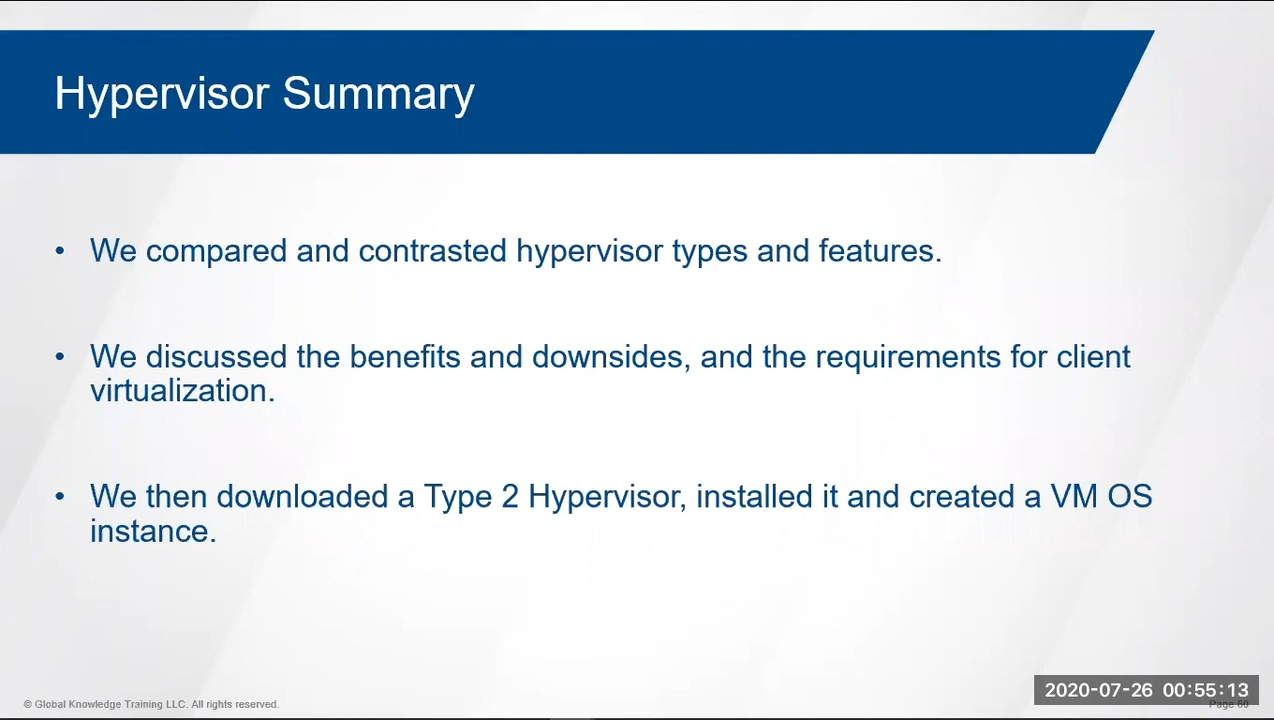 Hypervisor Summary
• We compared and contrasted hypervisor types and features.
• We discussed the benefits and downsides, and the requirements for client
virtualization.
• We then downloaded a Type 2 Hypervisor, installed it and created a VM OS
instance.
2020-07-26 00:55:13
© Global Knowledge Training LLC. All rights reserved.
Page 60